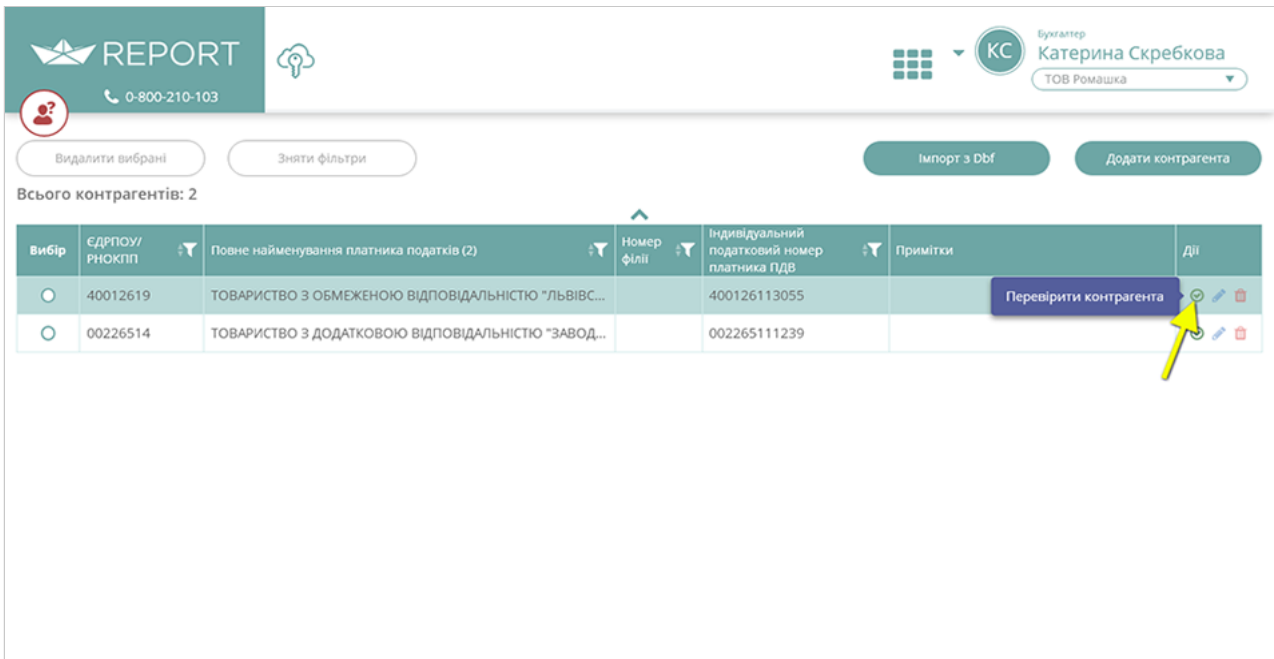 REPORT
0-800-210-103
Бухгалтер
КС
Катерина Скребкова
ТОВ Ромашка
Видалити вибрані
Зняти фільтри
Імпорт з Dbf
Додати контрагента
Всього контрагентів: 2
Вибір
ЄДРПОУ/
РНОКПП
Повне найменування платника податків (2)
Номер
філії
Індивідуальний
податковий номер
платника ПДВ
Примітки
Дії
40012619
ТОВАРИСТВО З ОБМЕЖЕНОЮ ВІДПОВІДАЛЬНІСТЮ "ЛЬВІВС...
400126113055
Перевірити контрагента
00226514
ТОВАРИСТВО З ДОДАТКОВОЮ ВІДПОВІДАЛЬНІСТЮ "ЗАВОД...
002265111239